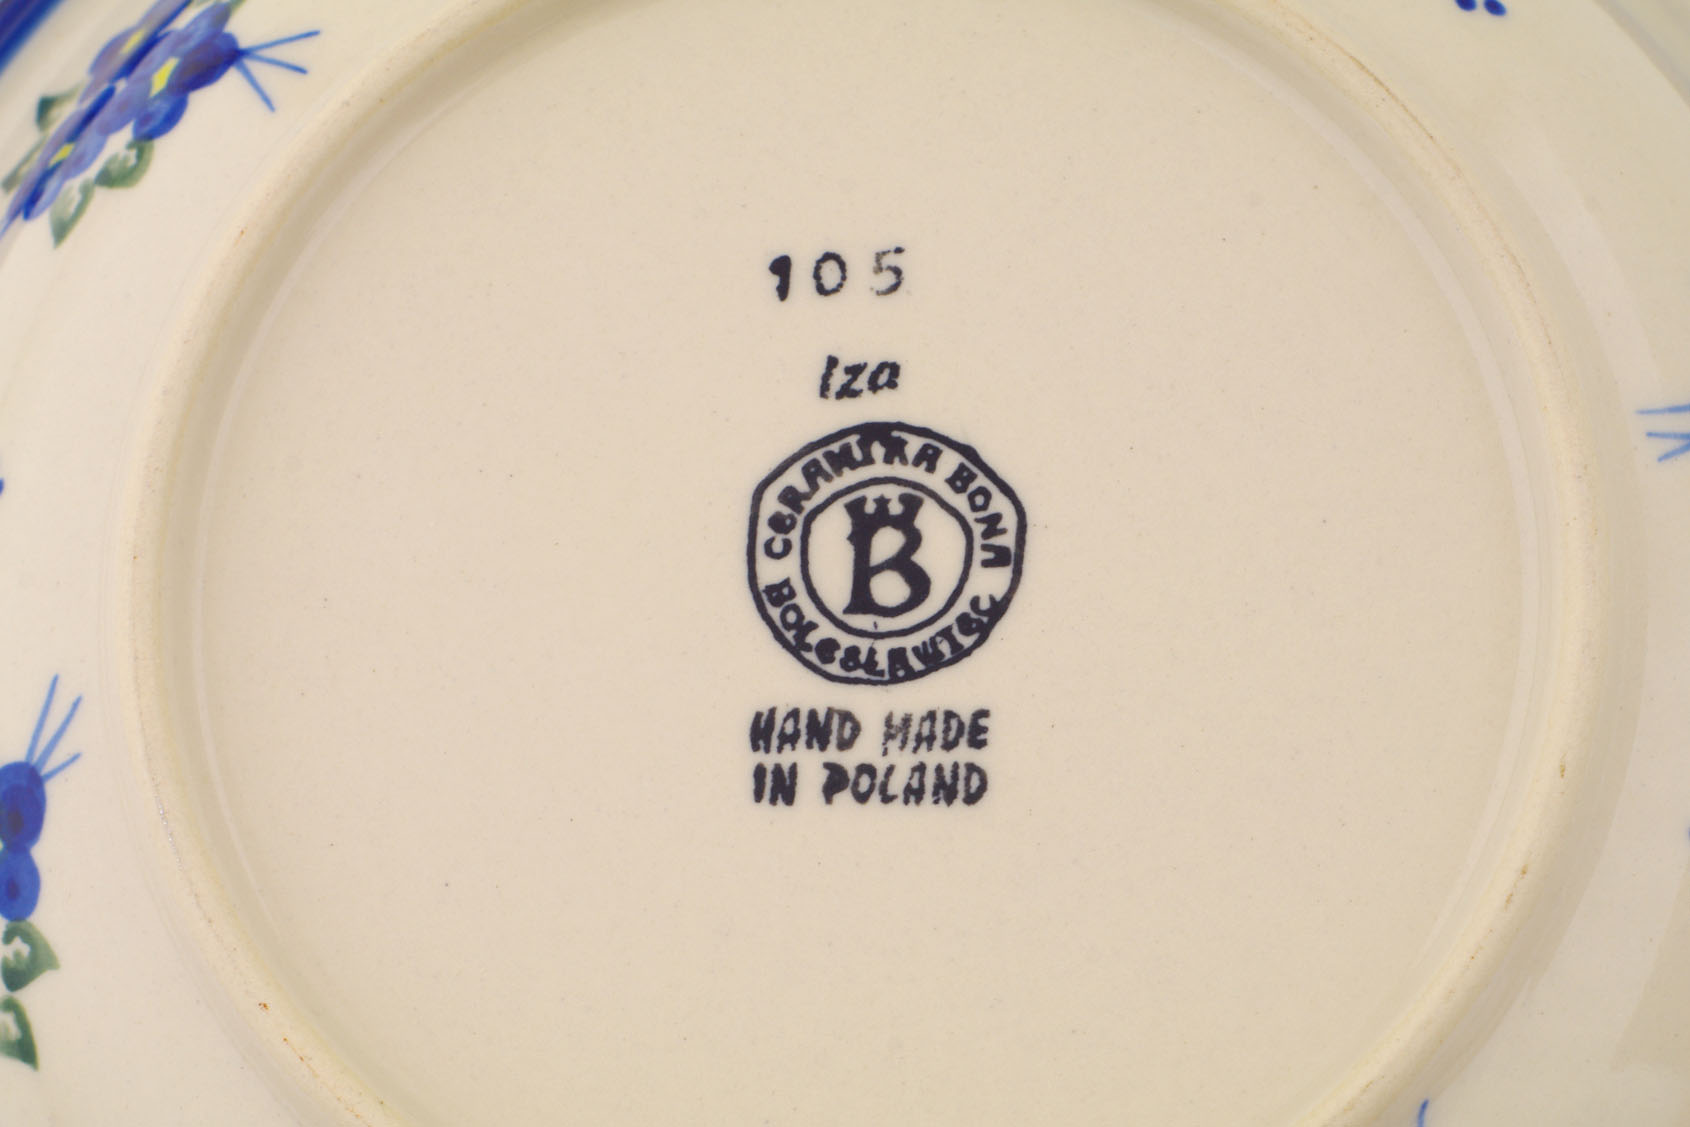 105
Iza
CERAMIKA BONA
B
BOLESŁAWIEC
HAND MADE
IN POLAND